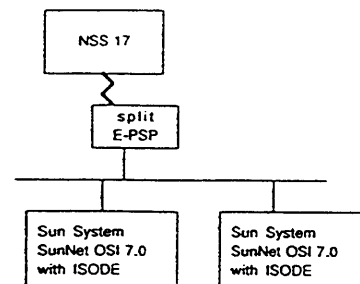 NSS 17
split
E-PSP
Sun System
SunNet OSI 7.0
with ISODE
Sun System
SunNet OSI 7.0
with ISODE